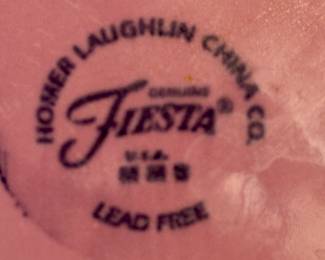 HOMER LAUGHLIN CHINA CO.
GENUINE
FIESTA®
U.S.A.
LEAD FREE